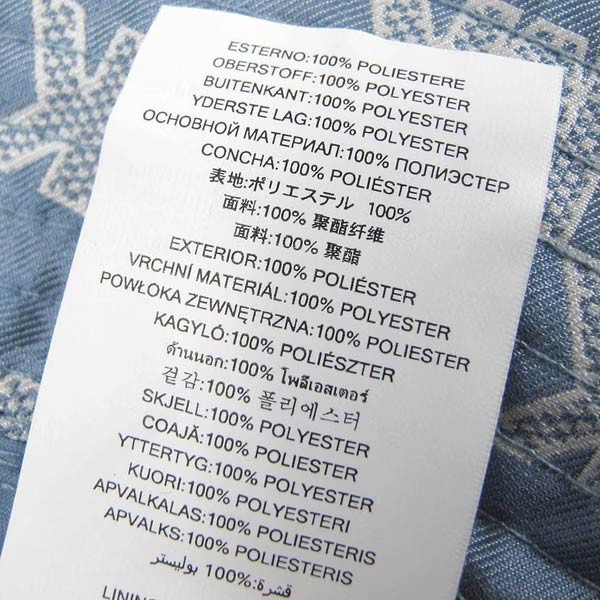 ESTERNO:100% POLIESTERE
OBERSTOFF:100% POLYESTER
BUITENKANT:100% POLYESTER
YDERSTE LAG:100% POLYESTER
ОСНОВНОЙ МАТЕРИАЛ:100% ПОЛИЭСТЕР
CONCHA:100% POLIÉSTER
表地:ポリエステル 100%
面料:100% 聚酯纤维
面料:100% 聚酯
EXTERIOR:100% POLIÉSTER
VRCHNÍ MATERIÁL:100% POLYESTER
POWŁOKA ZEWNĘTRZNA:100% POLIESTER
KAGYLÓ:100% POLIÉSZTER
ด้านนอก:100% โพลีเอสเตอร์
겉감:100% 폴리에스터
SKJELL:100% POLYESTER
COAJĂ:100% POLIESTER
YTTERTYG:100% POLYESTER
KUORI:100% POLYESTERI
APVALKALAS:100% POLIESTERIS
APVALKS:100% POLIESTERIS
قشرة:100% بوليستر